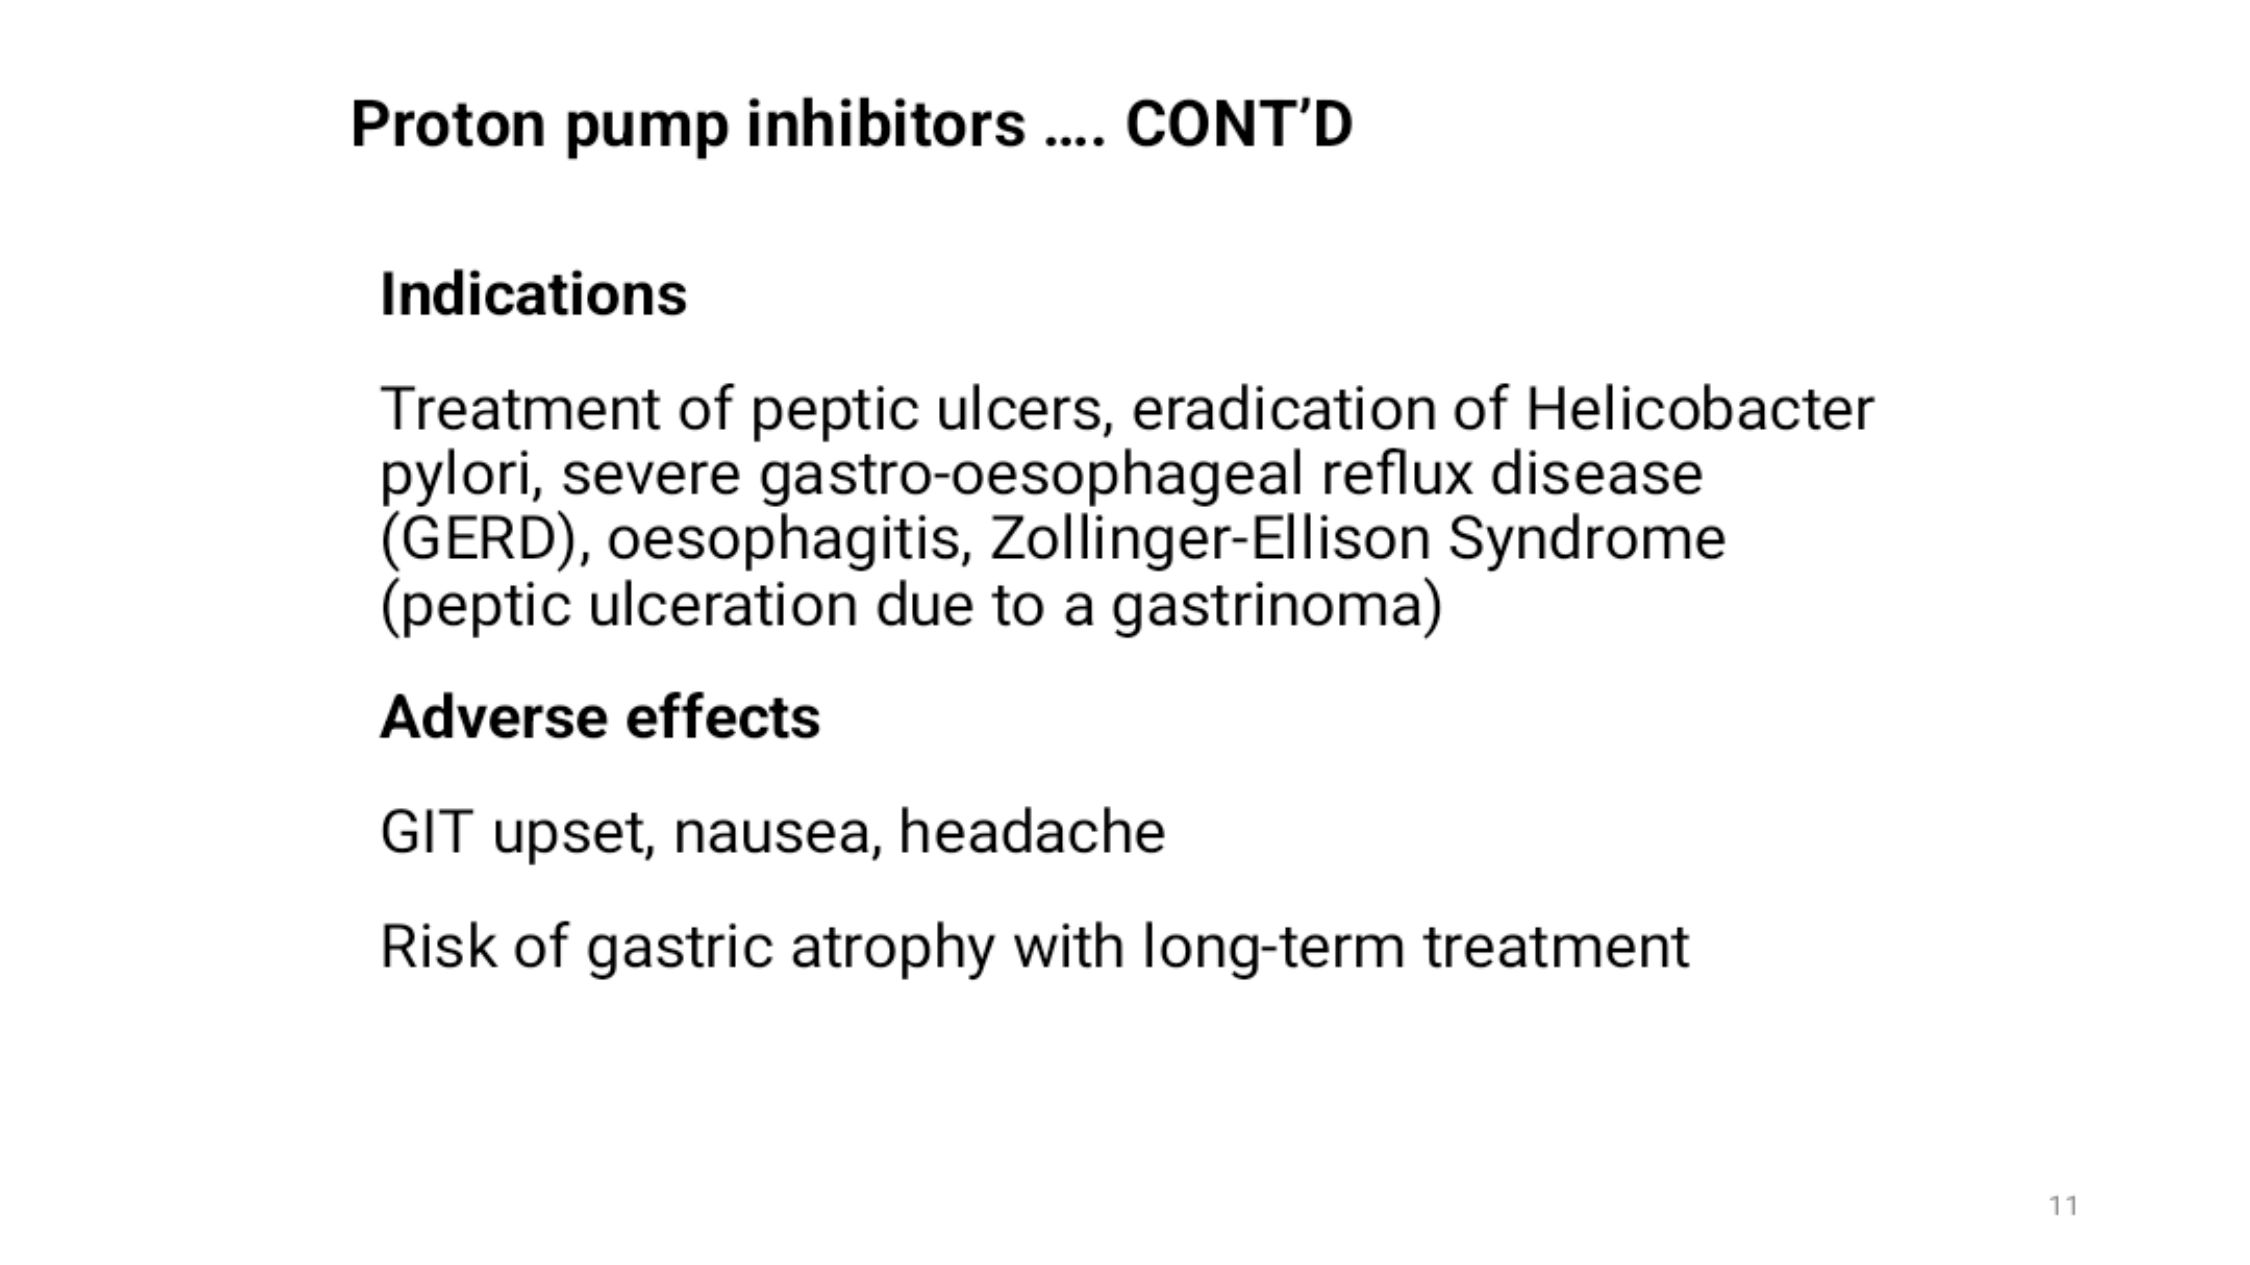 Proton pump inhibitors .... CONT’D
Indications
Treatment of peptic ulcers, eradication of Helicobacter
pylori, severe gastro-oesophageal reflux disease
(GERD), oesophagitis, Zollinger-Ellison Syndrome
(peptic ulceration due to a gastrinoma)
Adverse effects
GIT upset, nausea, headache
Risk of gastric atrophy with long-term treatment
11